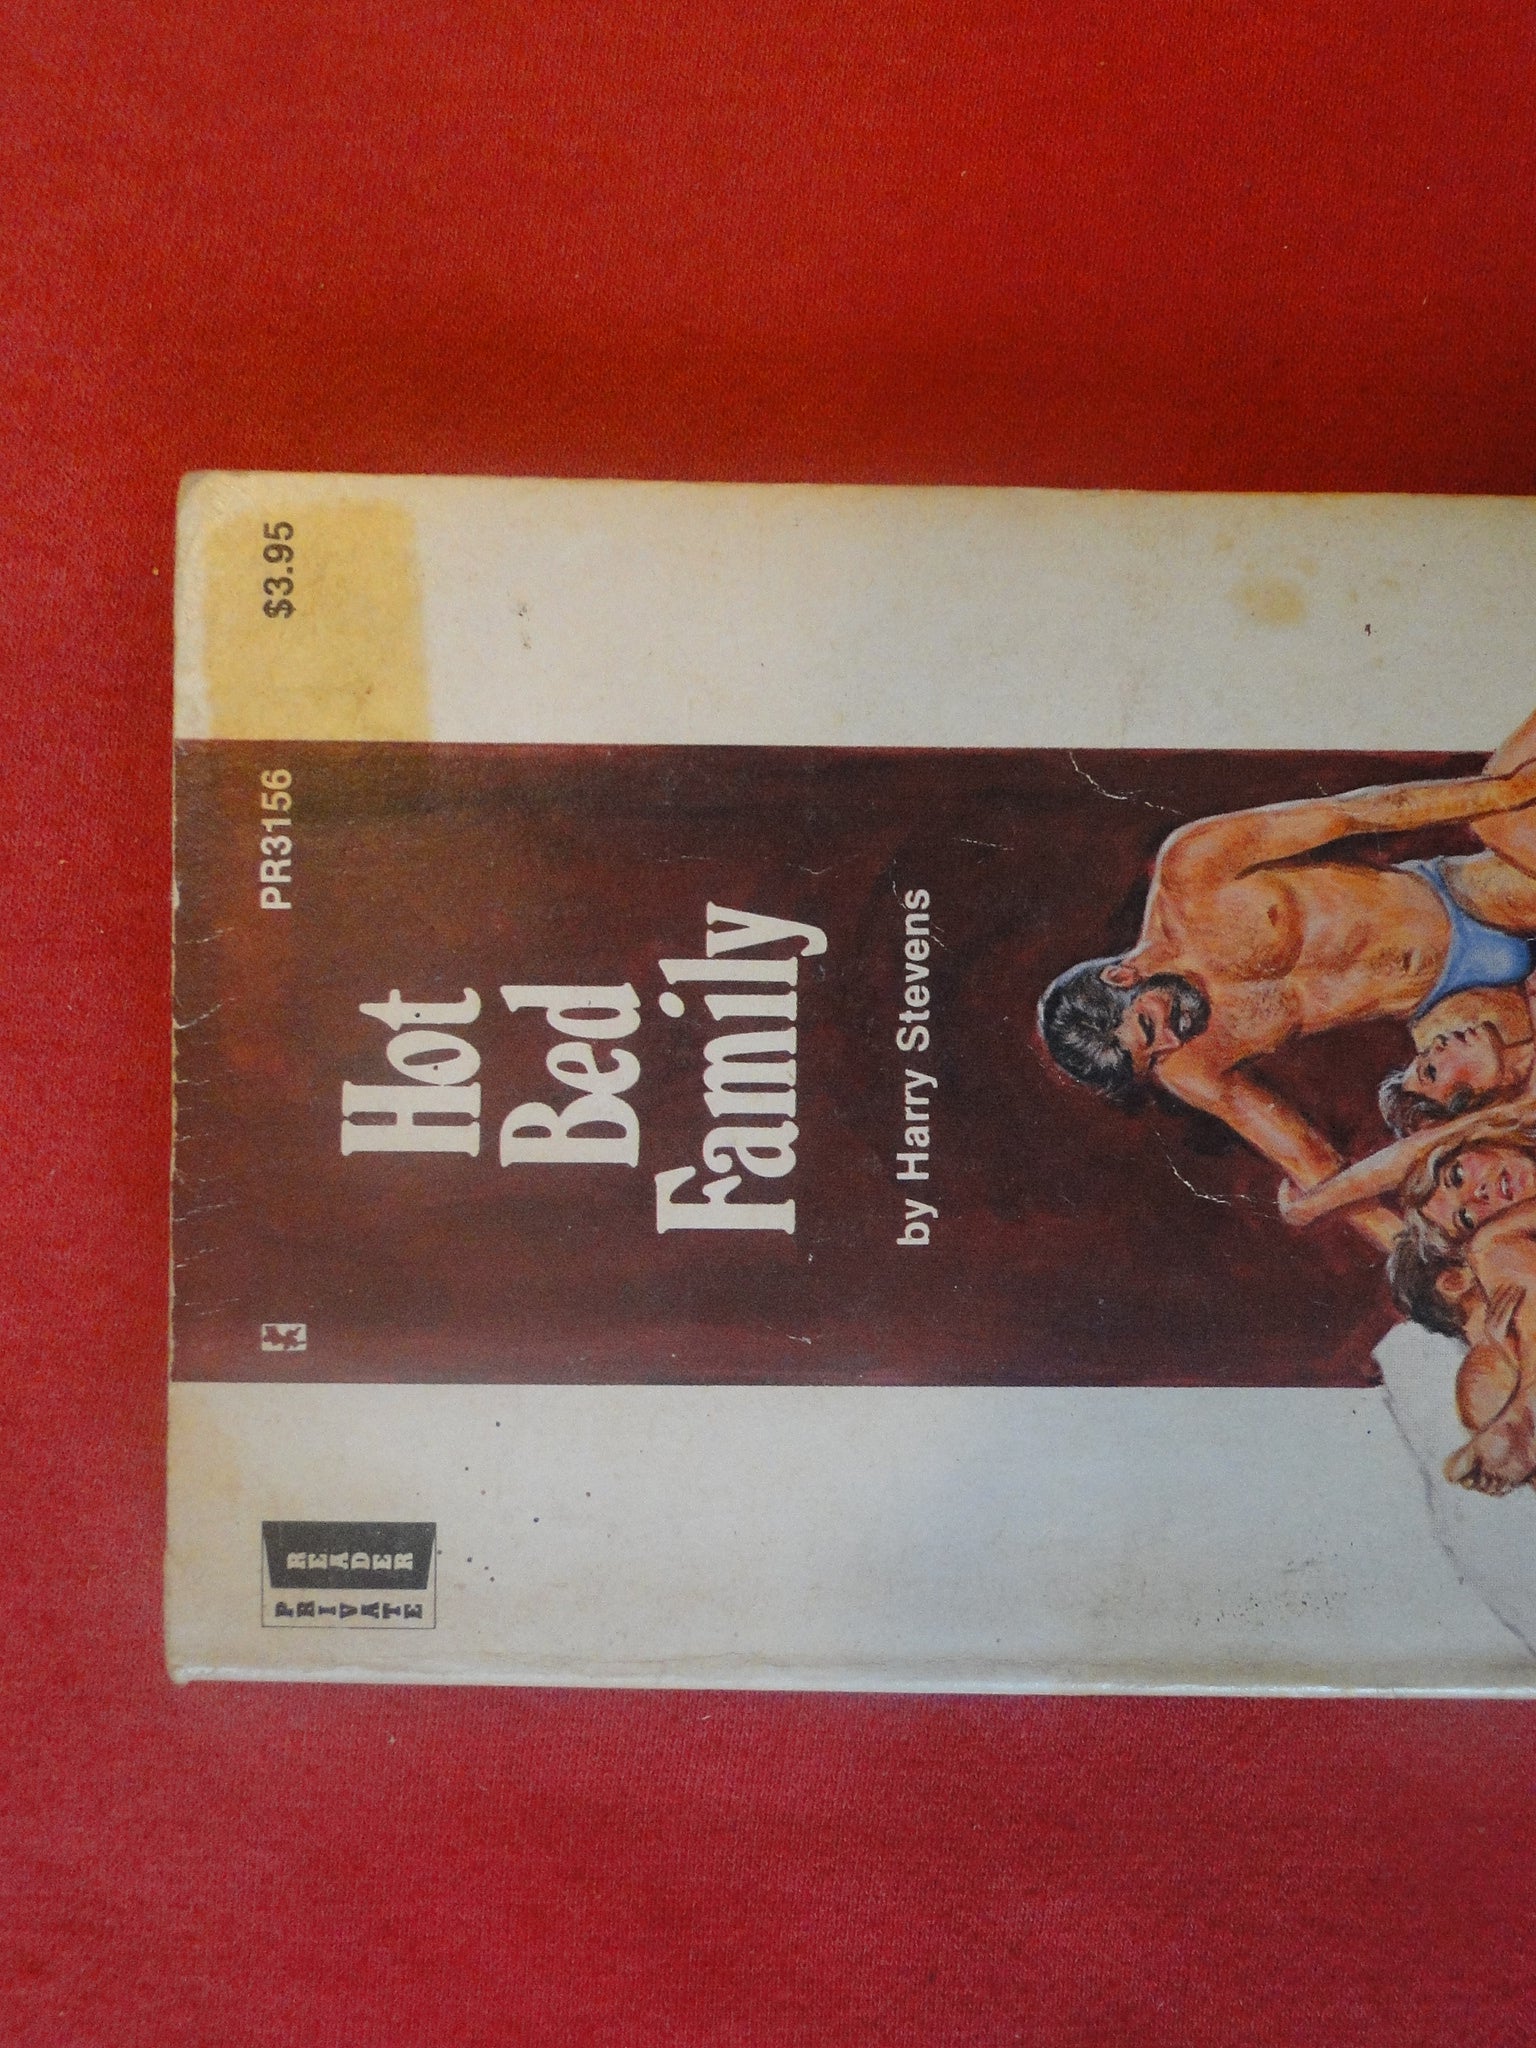 PRIVATE
READER
PR3156
$3.95
Hot
Bed
Family
by Harry Stevens